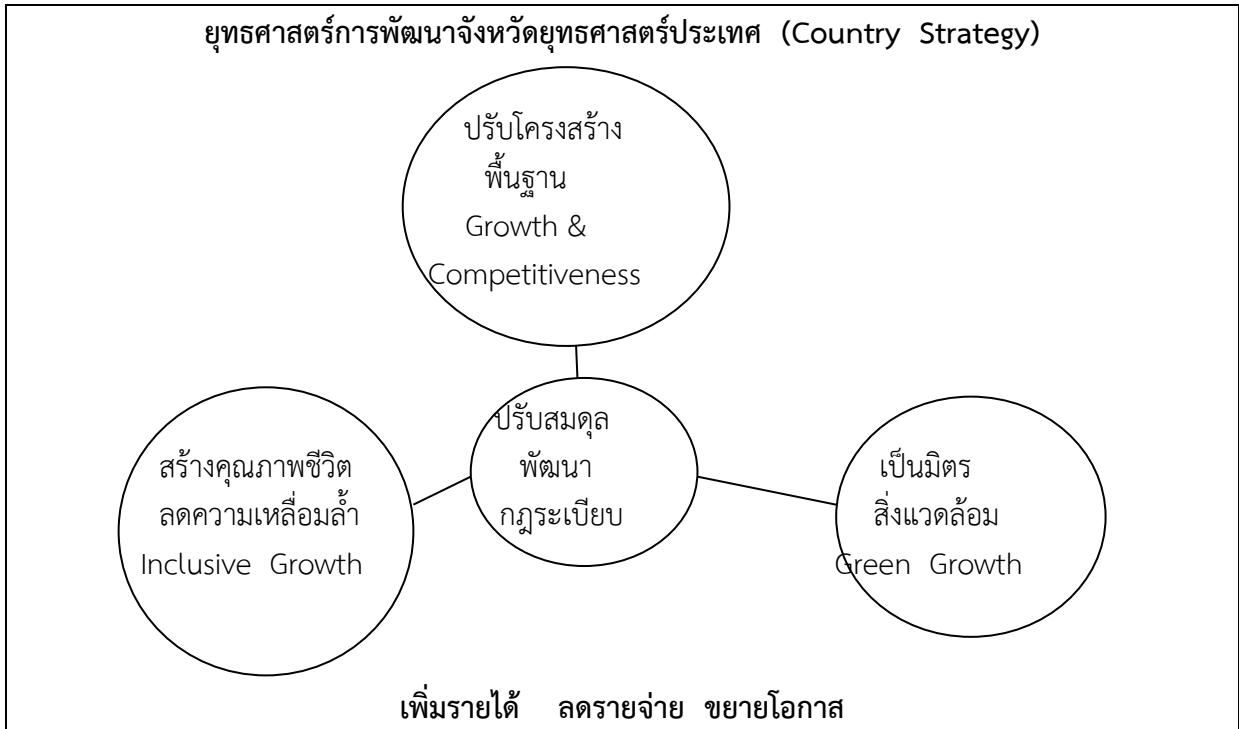 ยุทธศาสตร์การพัฒนาจังหวัดยุทธศาสตร์ประเทศ (Country Strategy)
ปรับโครงสร้าง
พื้นฐาน
Growth &
Competitiveness
ปรับสมดุล
พัฒนา
กฎระเบียบ
สร้างคุณภาพชีวิต
ลดความเหลื่อมล้ำ
Inclusive Growth
เป็นมิตร
สิ่งแวดล้อม
Green Growth
เพิ่มรายได้ ลดรายจ่าย ขยายโอกาส